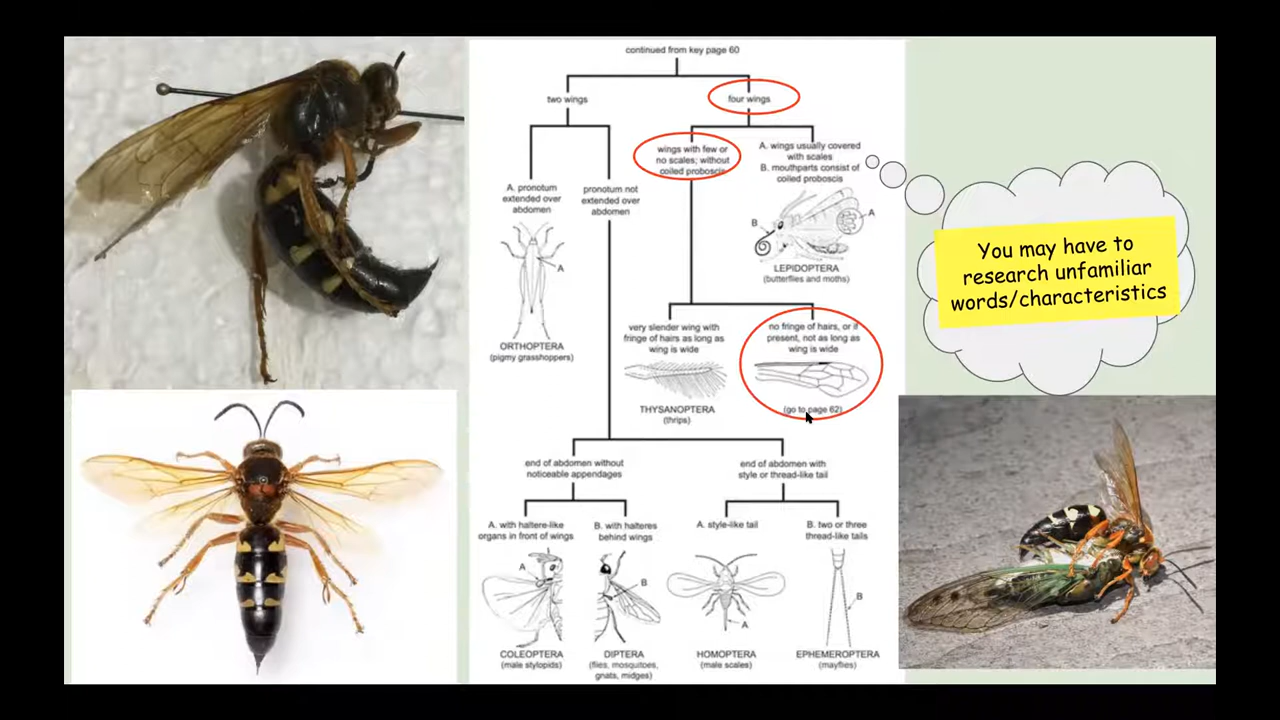 continued from key page 60
two wings
four wings
wings with few or
no scales; without
coiled proboscis
A. wings usually covered
with scales
B. mouthparts consist of
coiled proboscis
A. pronotum
extended over
abdomen
pronotum not
extended over
abdomen
B
A
A
LEPIDOPTERA
(butterflies and moths)
You may have to
research unfamiliar
words/characteristics
ORTHOPTERA
(pigmy grasshoppers)
very slender wing with
fringe of hairs as long as
wing is wide
no fringe of hairs, or if
present, not as long as
wing is wide
THYSANOPTERA
(thrips)
(go to page 62)
end of abdomen without
noticeable appendages
end of abdomen with
style or thread-like tail
A. with haltere-like
organs in front of wings
B. with halteres
behind wings
A. style-like tail
B. two or three
thread-like tails
A
B
A
B
COLEOPTERA
(male stylopids)
DIPTERA
(flies, mosquitoes,
gnats, midges)
HOMOPTERA
(male scales)
EPHEMEROPTERA
(mayflies)